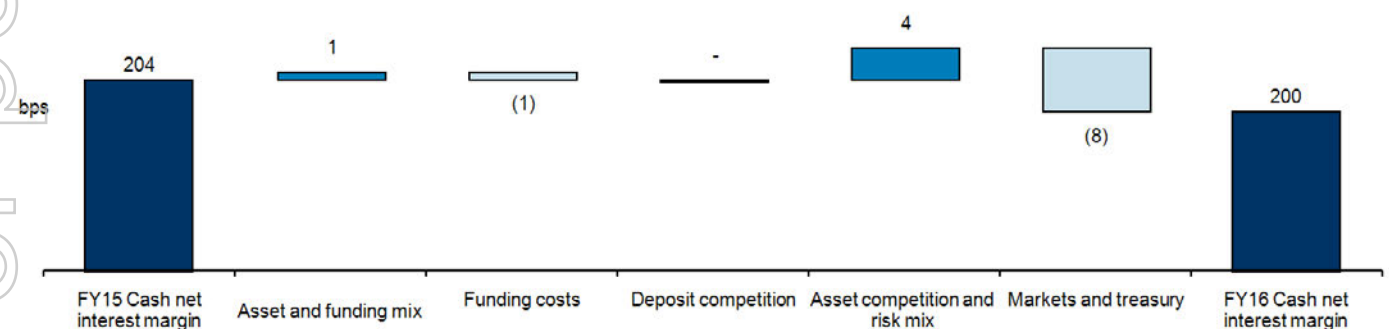 204
1
(1)
-
4
(8)
200
bps
FY15 Cash net
interest margin
Asset and funding mix
Funding costs
Deposit competition
Asset competition and
risk mix
Markets and treasury
FY16 Cash net
interest margin